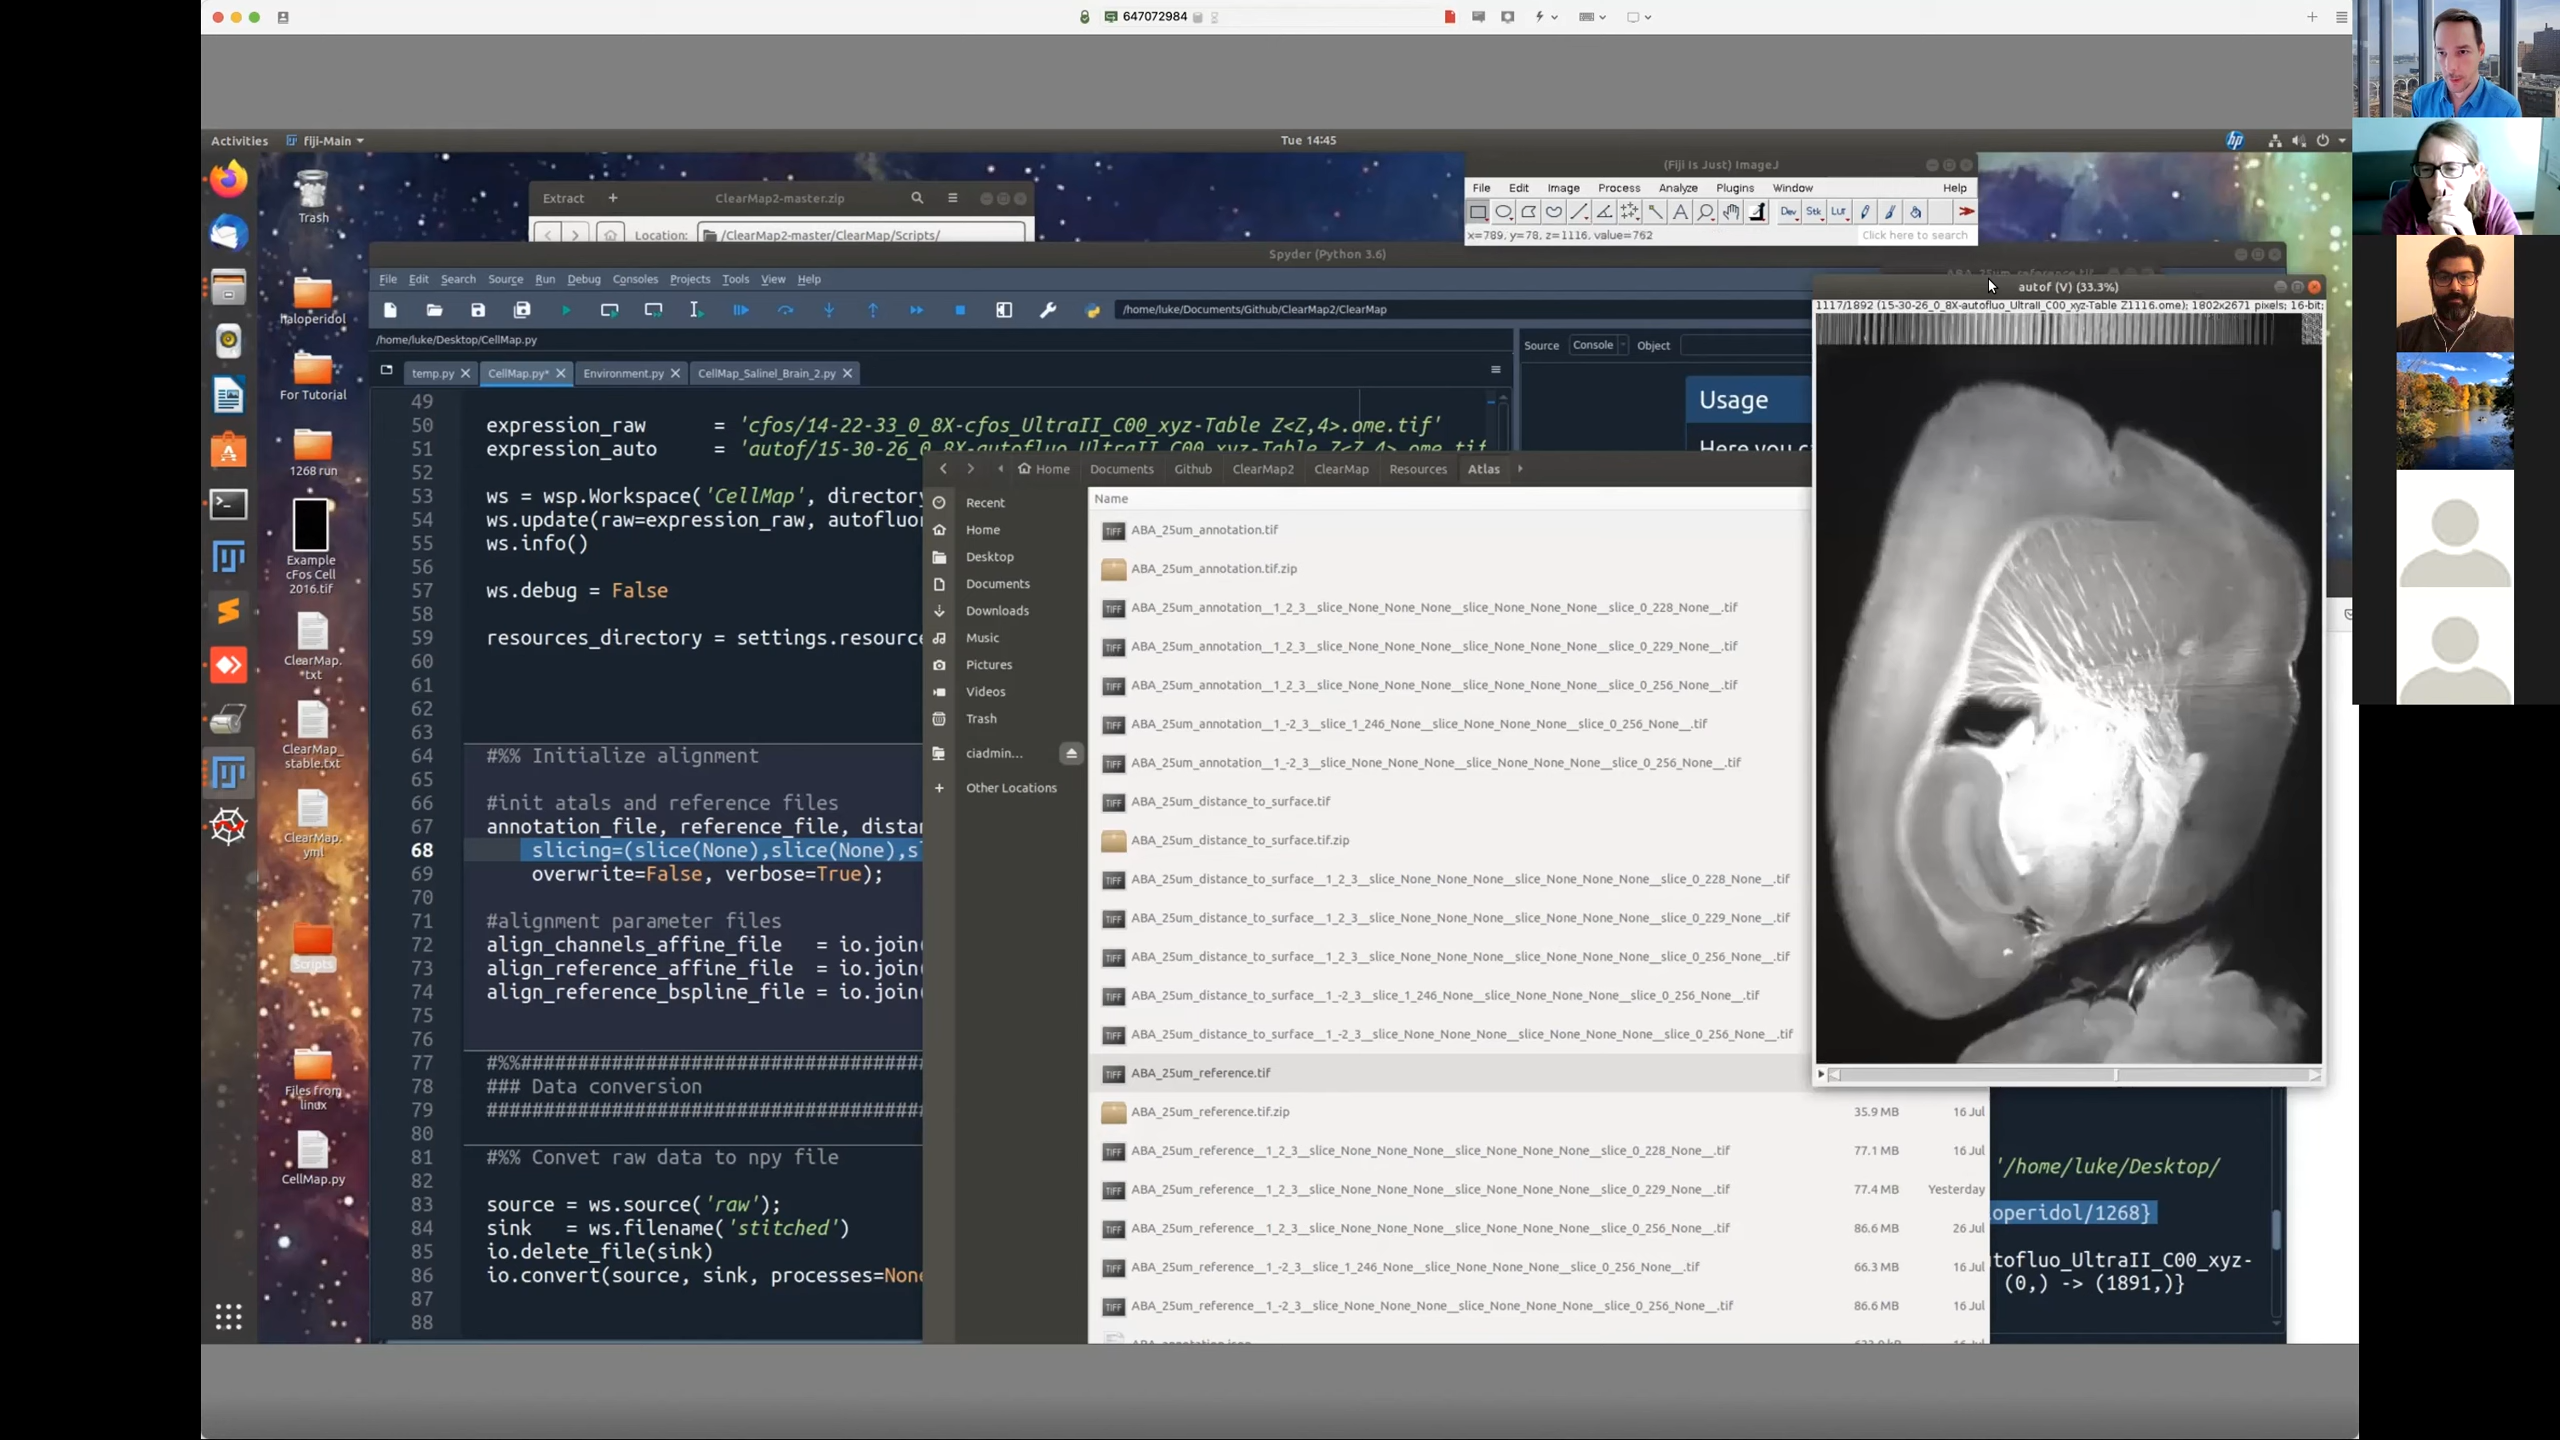 647072984
Activities
fiji-Main
Tue 14:45
Trash
haloperidol
For Tutorial
1268 run
Example
cFos Cell
2016.tif
ClearMap.
txt
ClearMap_
stable.txt
ClearMap.
yml
Scripts
Files from
linux
CellMap.py
Extract
ClearMap2-master.zip
Location:
/ClearMap2-master/ClearMap/Scripts/
(Fiji Is Just) ImageJ
File Edit Image Process Analyze Plugins Window Help
Dev Stk Lut
x=789, y=78, z=1116, value=762
Click here to search
Spyder (Python 3.6)
File Edit Search Source Run Debug Consoles Projects Tools View Help
/home/luke/Documents/Github/ClearMap2/ClearMap
/home/luke/Desktop/CellMap.py
temp.py CellMap.py* Environment.py CellMap_Salinel_Brain_2.py
Source Console Object
Usage
Here you ca
49
50 expression_raw = 'cfos/14-22-33_0_8X-cfos_UltraII_C00_xyz-Table Z<Z,4>.ome.tif'
51 expression_auto = 'autof/15-30-26_0_8X-autofluo_UltraII_C00_xyz-Table Z<Z,4>.ome.tif
52
53 ws = wsp.Workspace('CellMap', directory
54 ws.update(raw=expression_raw, autofluor
55 ws.info()
56
57 ws.debug = False
58
59 resources_directory = settings.resource
60
61
62
63
64 #%% Initialize alignment
65
66 #init atals and reference files
67 annotation_file, reference_file, distan
68 slicing=(slice(None),slice(None),sl
69 overwrite=False, verbose=True);
70
71 #alignment parameter files
72 align_channels_affine_file = io.join(
73 align_reference_affine_file = io.join(
74 align_reference_bspline_file = io.join(
75
76
77 #%%####################################
78 ### Data conversion
79 #######################################
80
81 #%% Convet raw data to npy file
82
83 source = ws.source('raw');
84 sink = ws.filename('stitched')
85 io.delete_file(sink)
86 io.convert(source, sink, processes=None
87
88
Home Documents Github ClearMap2 ClearMap Resources Atlas
Recent
Home
Desktop
Documents
Downloads
Music
Pictures
Videos
Trash
ciadmin...
Other Locations
Name
ABA_25um_annotation.tif
ABA_25um_annotation.tif.zip
ABA_25um_annotation__1_2_3__slice_None_None_None__slice_None_None_None__slice_0_228_None__.tif
ABA_25um_annotation__1_2_3__slice_None_None_None__slice_None_None_None__slice_0_229_None__.tif
ABA_25um_annotation__1_2_3__slice_None_None_None__slice_None_None_None__slice_0_256_None__.tif
ABA_25um_annotation__1_-2_3__slice_1_246_None__slice_None_None_None__slice_0_256_None__.tif
ABA_25um_annotation__1_-2_3__slice_None_None_None__slice_None_None_None__slice_0_256_None__.tif
ABA_25um_distance_to_surface.tif
ABA_25um_distance_to_surface.tif.zip
ABA_25um_distance_to_surface__1_2_3__slice_None_None_None__slice_None_None_None__slice_0_228_None__.tif
ABA_25um_distance_to_surface__1_2_3__slice_None_None_None__slice_None_None_None__slice_0_229_None__.tif
ABA_25um_distance_to_surface__1_2_3__slice_None_None_None__slice_None_None_None__slice_0_256_None__.tif
ABA_25um_distance_to_surface__1_-2_3__slice_1_246_None__slice_None_None_None__slice_0_256_None__.tif
ABA_25um_distance_to_surface__1_-2_3__slice_None_None_None__slice_None_None_None__slice_0_256_None__.tif
ABA_25um_reference.tif
ABA_25um_reference.tif.zip 35.9 MB 16 Jul
ABA_25um_reference__1_2_3__slice_None_None_None__slice_None_None_None__slice_0_228_None__.tif 77.1 MB 16 Jul
ABA_25um_reference__1_2_3__slice_None_None_None__slice_None_None_None__slice_0_229_None__.tif 77.4 MB Yesterday
ABA_25um_reference__1_2_3__slice_None_None_None__slice_None_None_None__slice_0_256_None__.tif 86.6 MB 26 Jul
ABA_25um_reference__1_-2_3__slice_1_246_None__slice_None_None_None__slice_0_256_None__.tif 66.3 MB 16 Jul
ABA_25um_reference__1_-2_3__slice_None_None_None__slice_None_None_None__slice_0_256_None__.tif 86.6 MB 16 Jul
ABA_25um_reference.tif
autof (V) (33.3%)
1117/1892 (15-30-26_0_8X-autofluo_UltraII_C00_xyz-Table Z1116.ome); 1802x2671 pixels; 16-bit;
'/home/luke/Desktop/
operidol/1268}
tofluo_UltraII_C00_xyz-
(0,) -> (1891,)}
hp